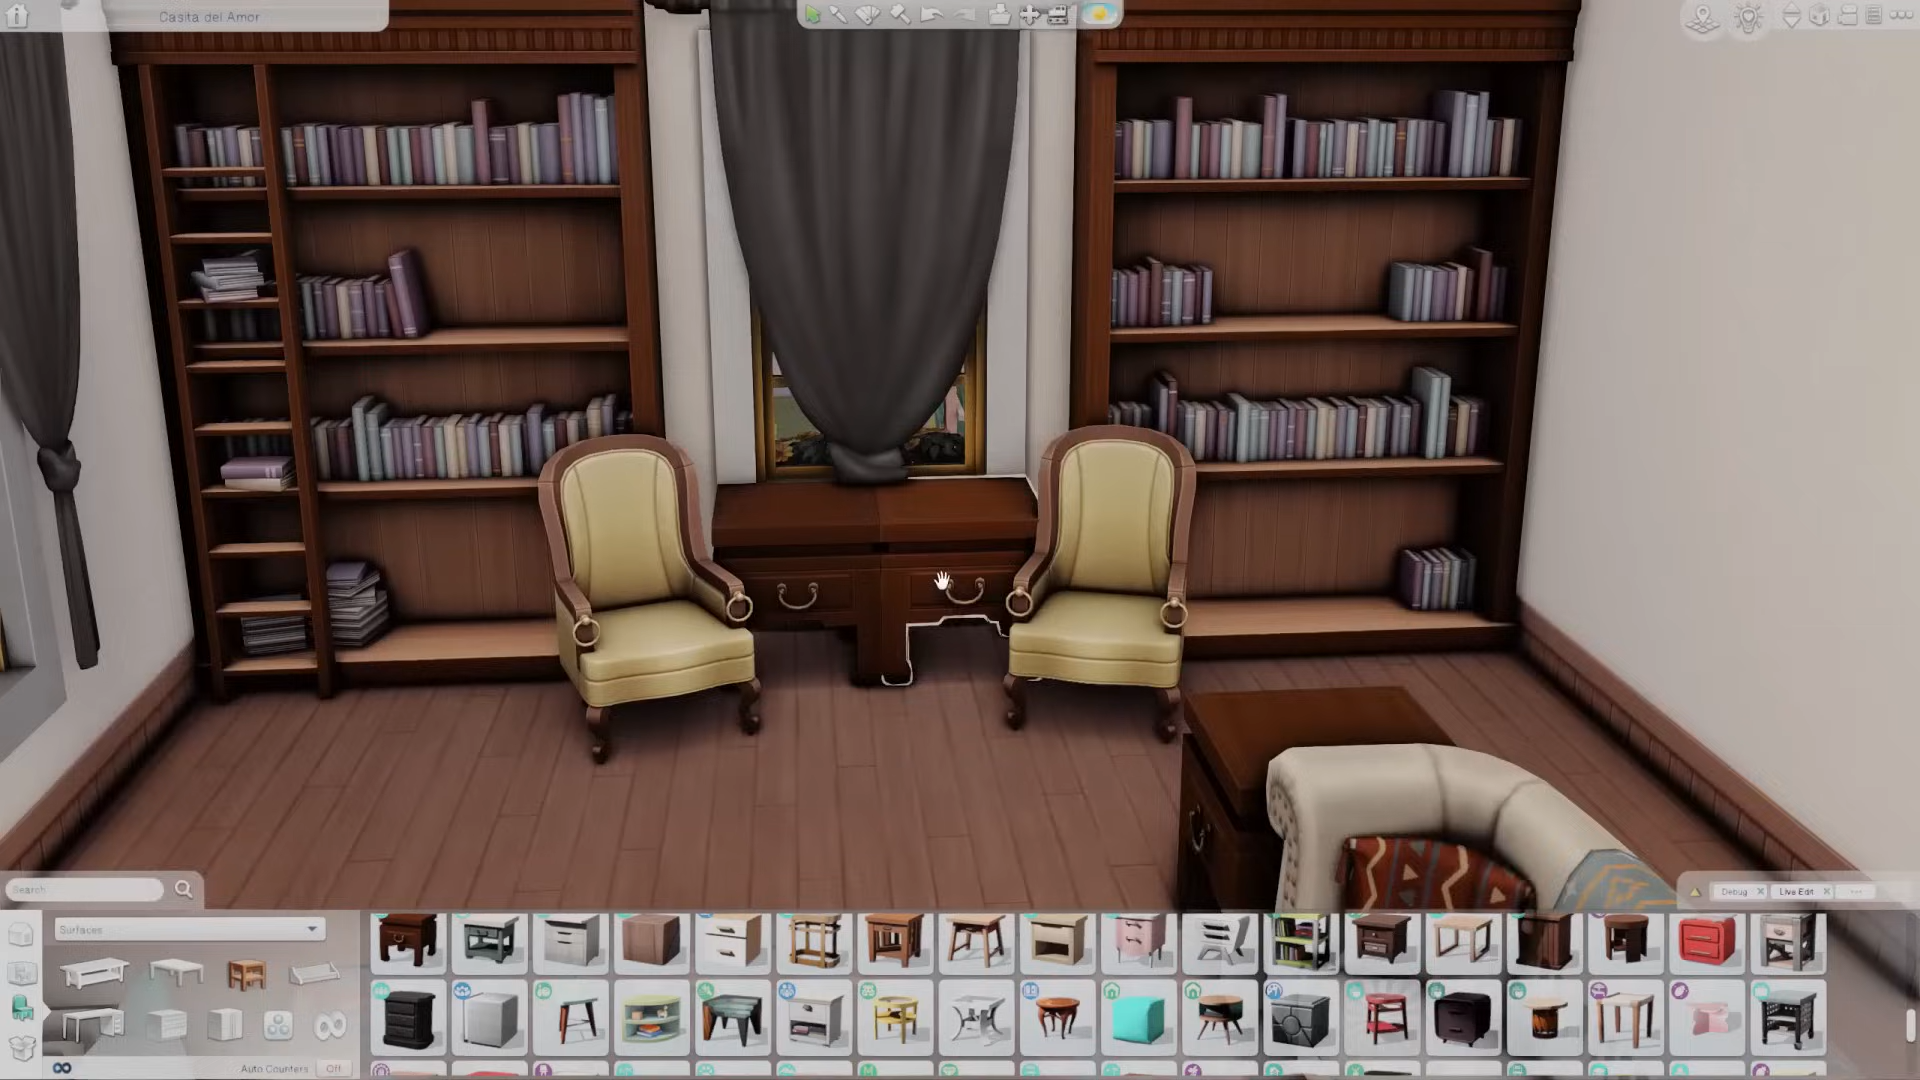 Casita del Amor
Search
Debug
Live Edit
Surfaces
Auto Counters
Off